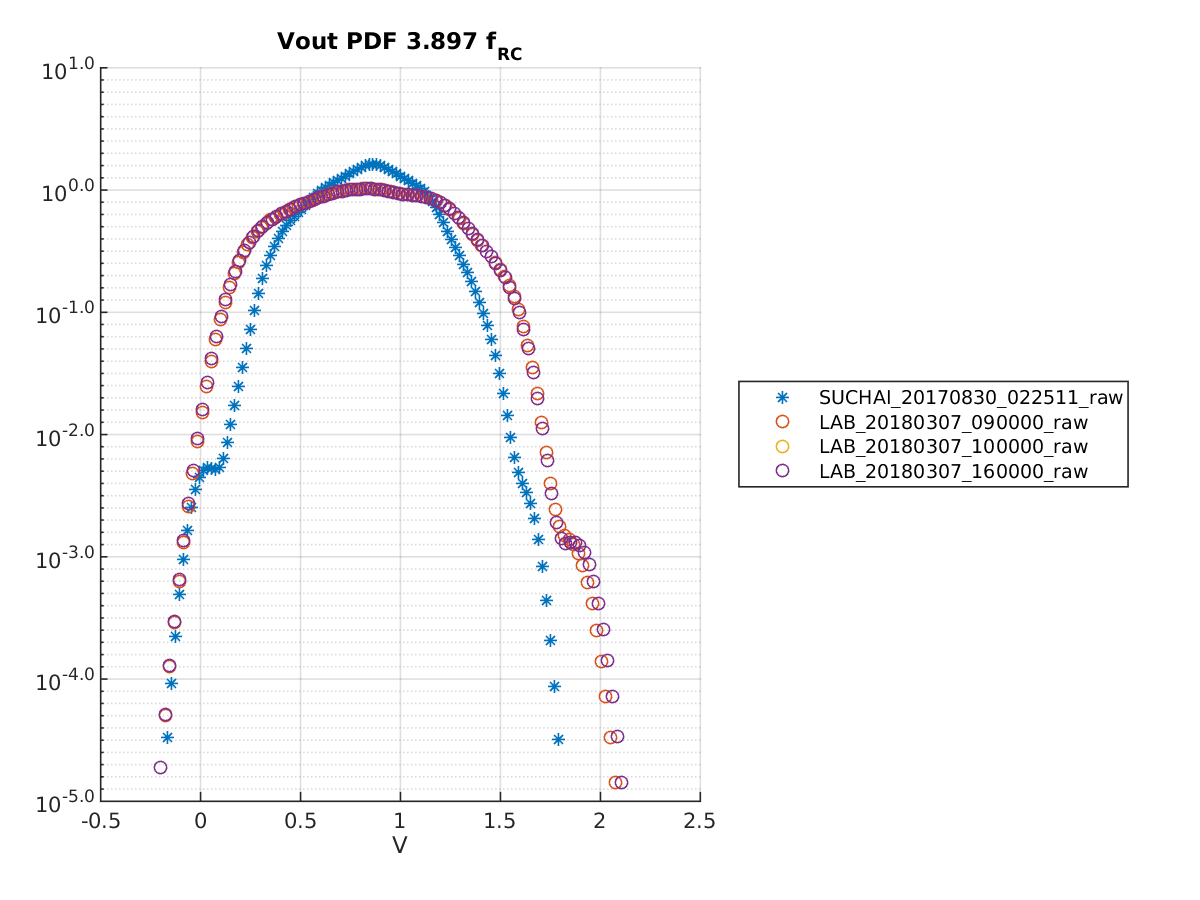 Vout PDF 3.897 f_RC
10^1.0
10^0.0
10^-1.0
10^-2.0
10^-3.0
10^-4.0
10^-5.0
-0.5 0 0.5 1 1.5 2 2.5
V
SUCHAI_20170830_022511_raw
LAB_20180307_090000_raw
LAB_20180307_100000_raw
LAB_20180307_160000_raw